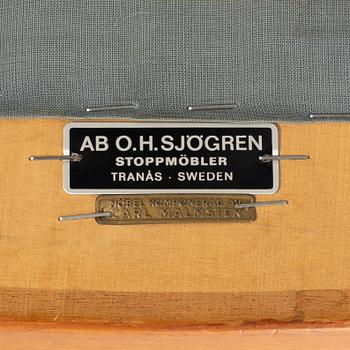 AB O.H.SJÖGREN
STOPPMÖBLER
TRANÅS · SWEDEN
MÖBEL KOMPONERAD AV
CARL MALMSTEN